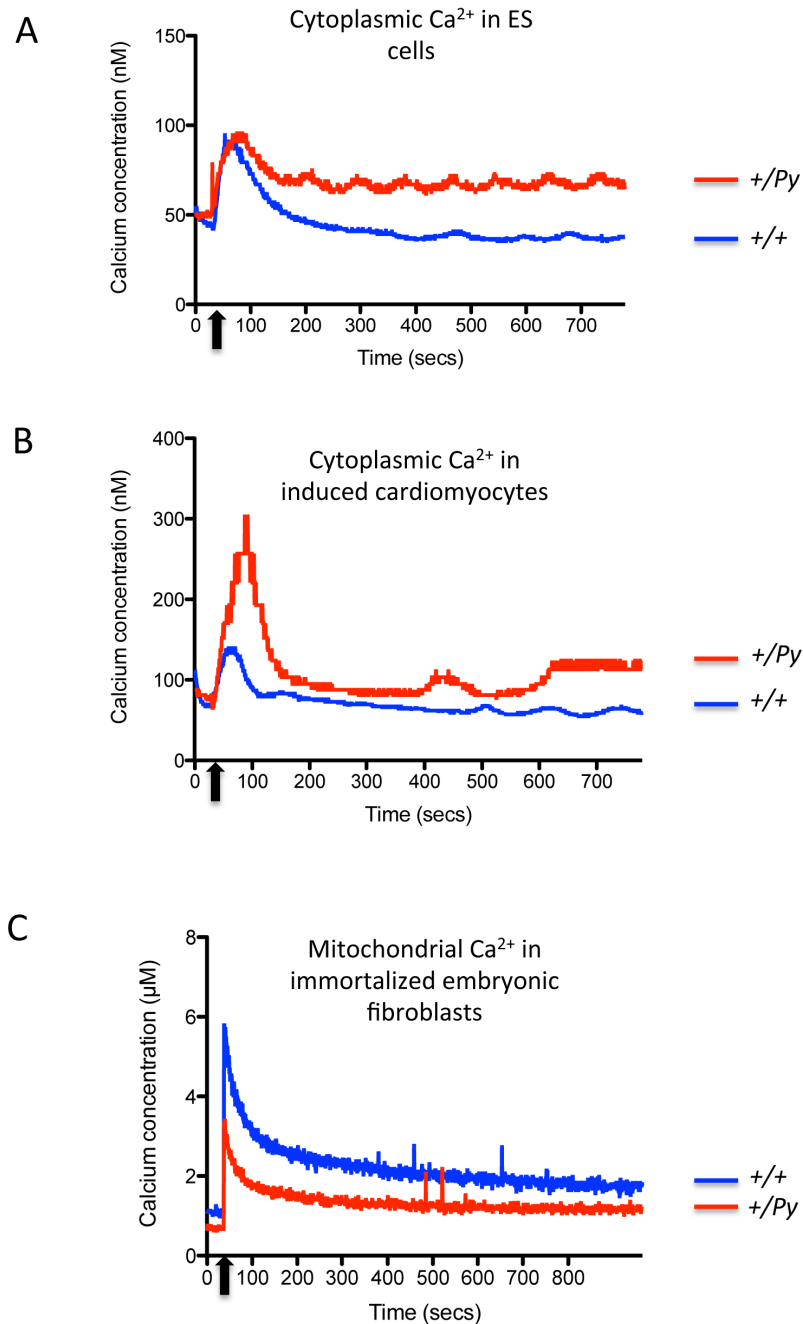 A
Cytoplasmic Ca²⁺ in ES
cells
Calcium concentration (nM)
150
100
50
0
0 100 200 300 400 500 600 700
Time (secs)
+/Py
+/+
B
Cytoplasmic Ca²⁺ in
induced cardiomyocytes
Calcium concentration (nM)
400
300
200
100
0
0 100 200 300 400 500 600 700
Time (secs)
+/Py
+/+
C
Mitochondrial Ca²⁺ in
immortalized embryonic
fibroblasts
Calcium concentration (µM)
8
6
4
2
0
0 100 200 300 400 500 600 700 800
Time (secs)
+/+
+/Py